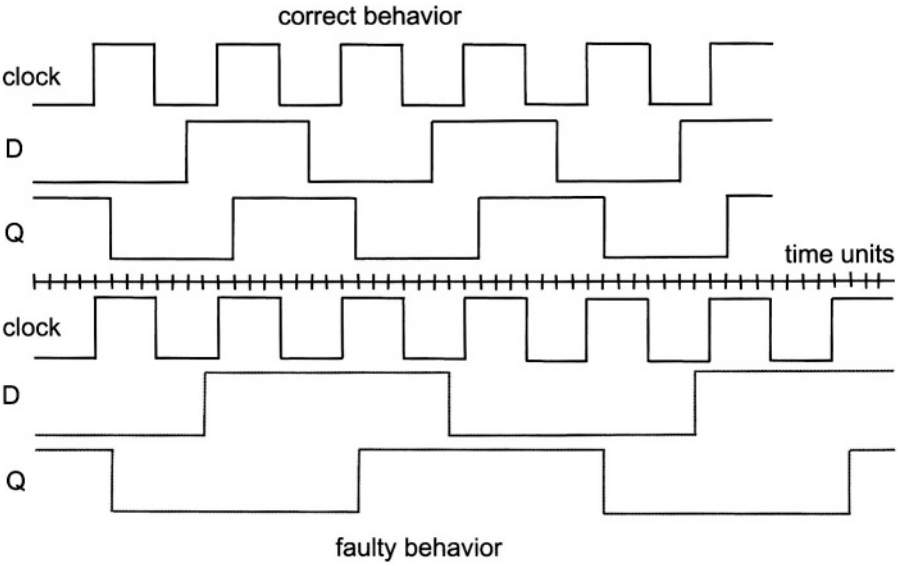 correct behavior
clock
D
Q
time units
clock
D
Q
faulty behavior